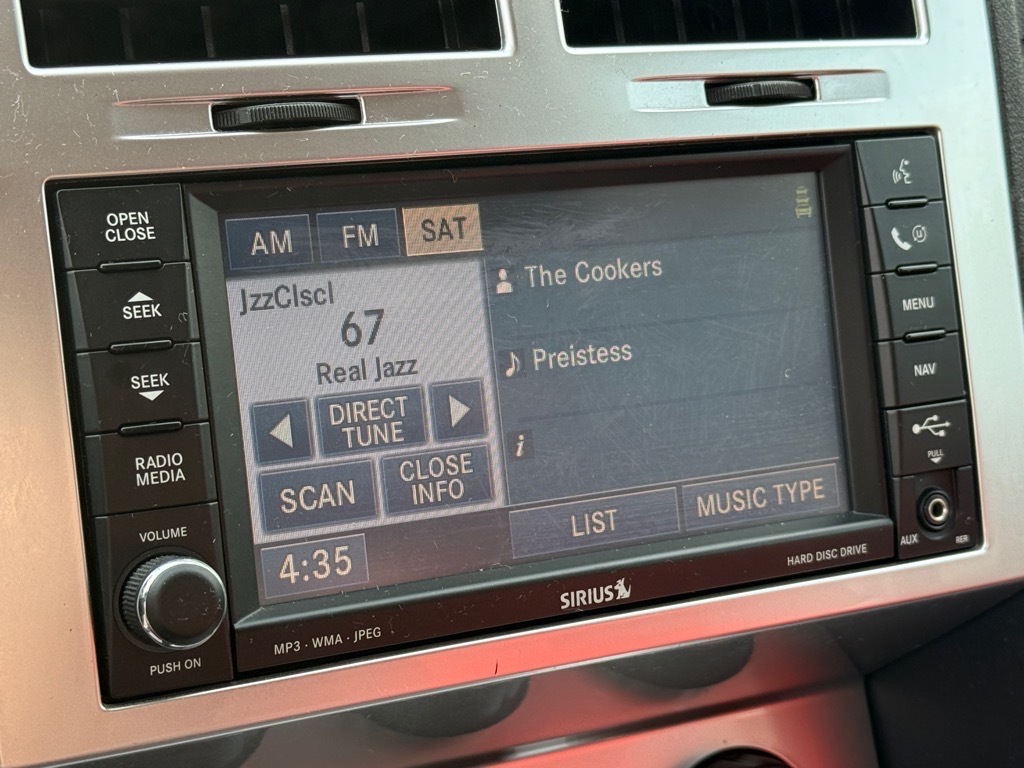 OPEN
CLOSE
SEEK
SEEK
RADIO
MEDIA
VOLUME
PUSH ON
AM FM SAT
JzzClscl
67
Real Jazz
DIRECT
TUNE
SCAN
CLOSE
INFO
4:35
The Cookers
Preistess
i
LIST
MUSIC TYPE
MENU
NAV
PULL
AUX
RER
MP3 · WMA · JPEG
SIRIUS
HARD DISC DRIVE